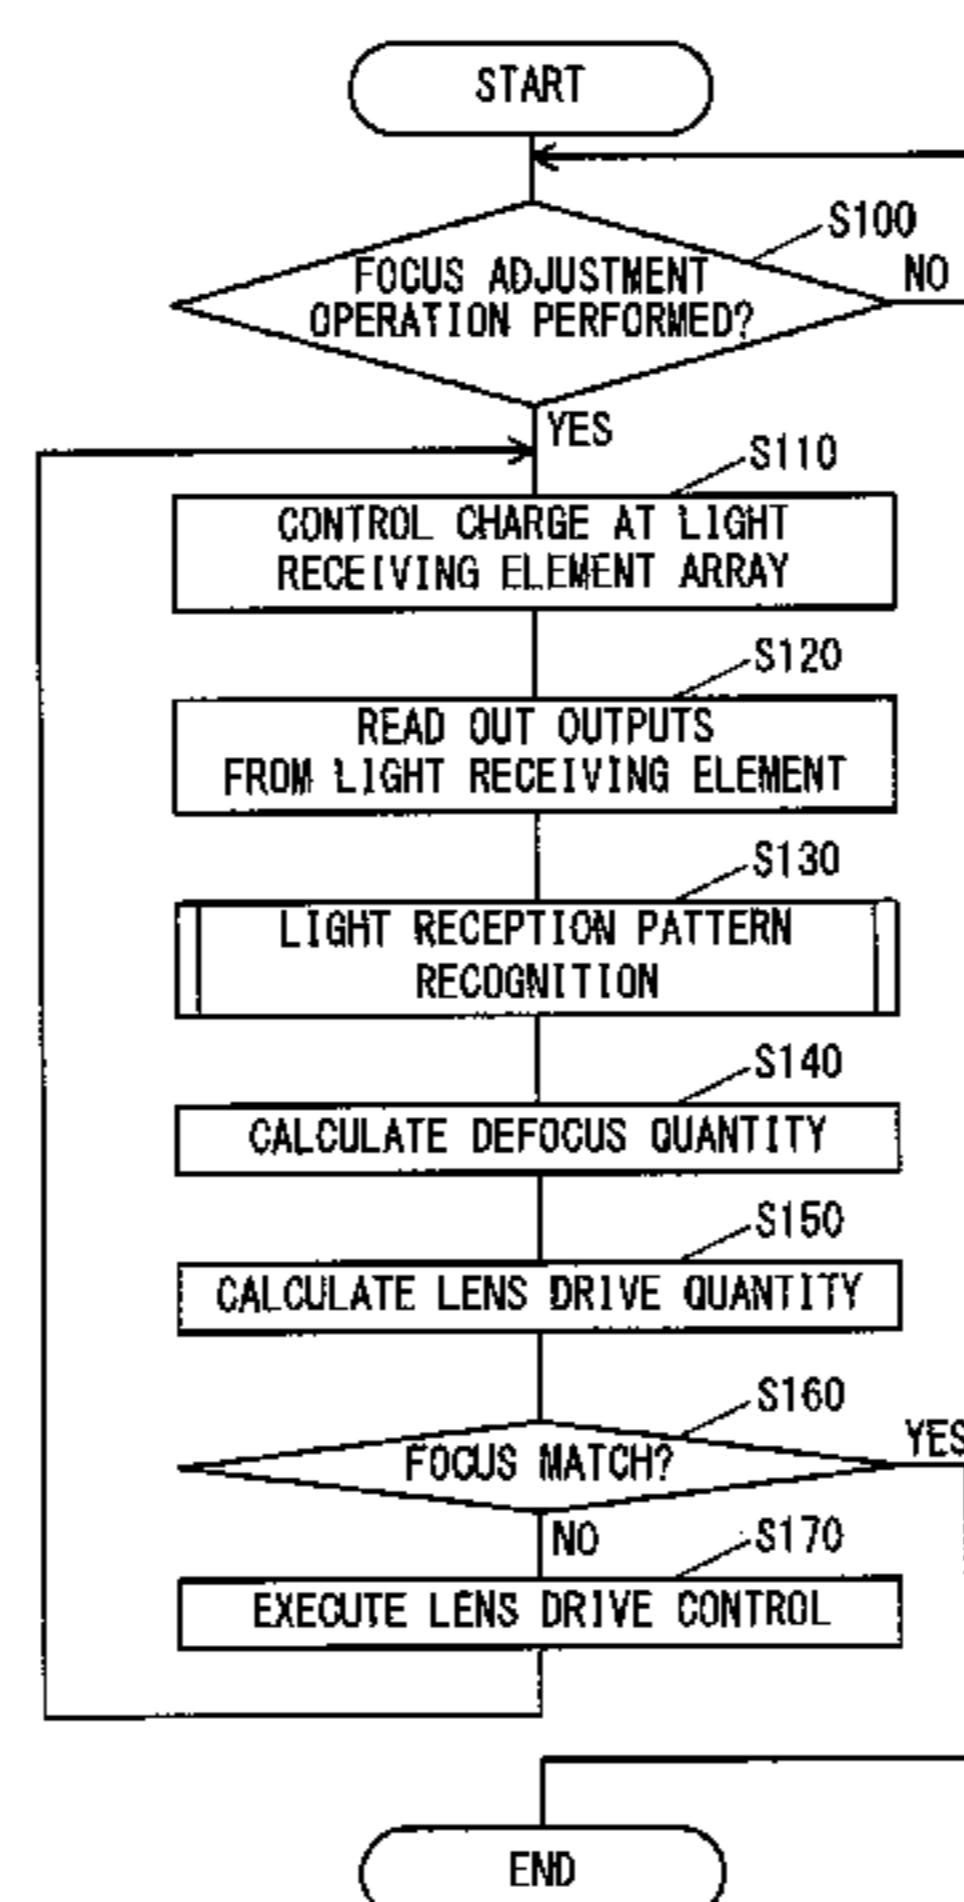 START
S100
FOCUS ADJUSTMENT
OPERATION PERFORMED?
NO
YES
S110
CONTROL CHARGE AT LIGHT
RECEIVING ELEMENT ARRAY
S120
READ OUT OUTPUTS
FROM LIGHT RECEIVING ELEMENT
S130
LIGHT RECEPTION PATTERN
RECOGNITION
S140
CALCULATE DEFOCUS QUANTITY
S150
CALCULATE LENS DRIVE QUANTITY
S160
FOCUS MATCH?
YES
NO
S170
EXECUTE LENS DRIVE CONTROL
END